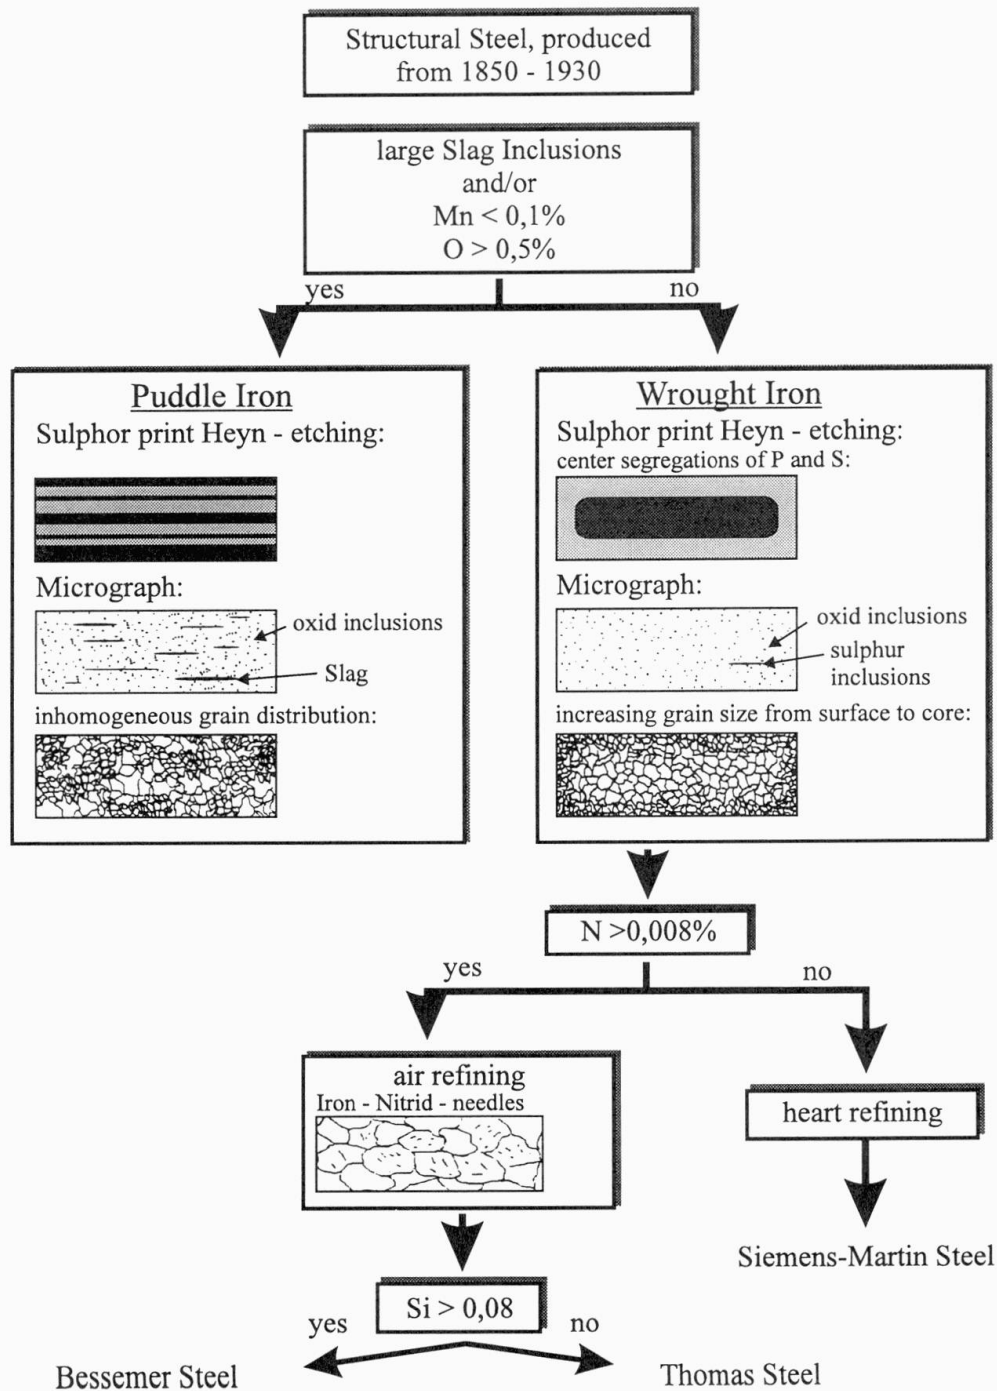 Structural Steel, produced
from 1850 - 1930
large Slag Inclusions
and/or
Mn < 0,1%
O > 0,5%
yes
no
Puddle Iron
Sulphor print Heyn - etching:
Micrograph:
oxid inclusions
Slag
inhomogeneous grain distribution:
Wrought Iron
Sulphor print Heyn - etching:
center segregations of P and S:
Micrograph:
oxid inclusions
sulphur
inclusions
increasing grain size from surface to core:
N >0,008%
yes
no
air refining
Iron - Nitrid - needles
heart refining
Siemens-Martin Steel
Si > 0,08
yes
no
Bessemer Steel
Thomas Steel